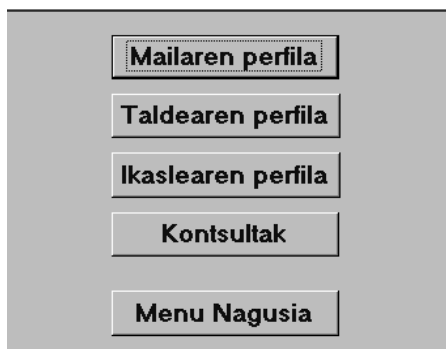 Mailaren perfila
Taldearen perfila
Ikaslearen perfila
Kontsultak
Menu Nagusia